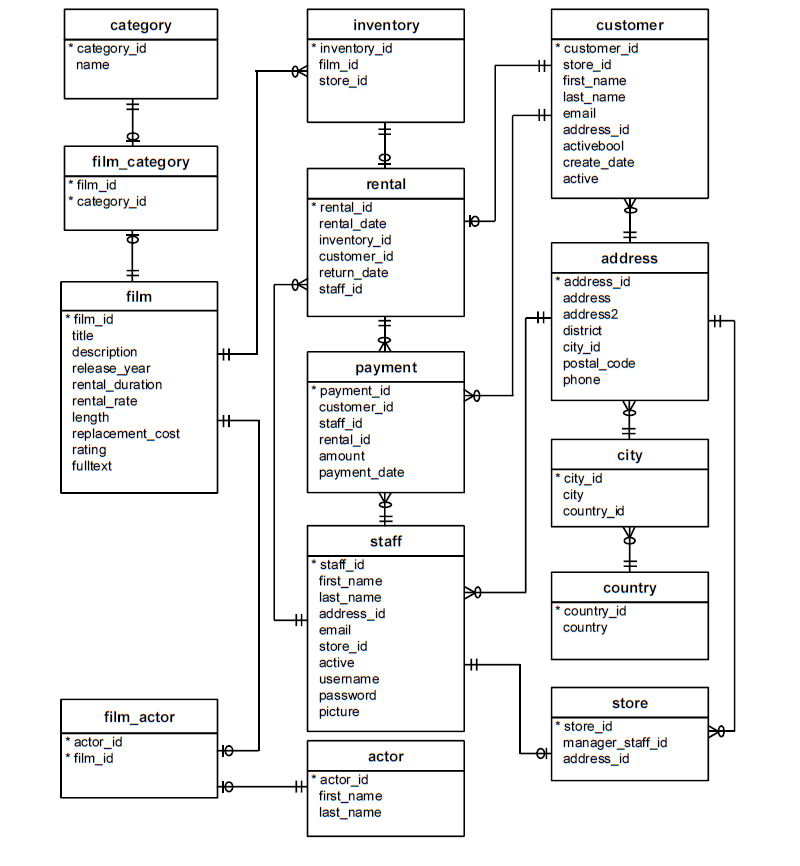 category
* category_id
name
film_category
* film_id
* category_id
film
* film_id
title
description
release_year
rental_duration
rental_rate
length
replacement_cost
rating
fulltext
film_actor
* actor_id
* film_id
inventory
* inventory_id
film_id
store_id
rental
* rental_id
rental_date
inventory_id
customer_id
return_date
staff_id
payment
* payment_id
customer_id
staff_id
rental_id
amount
payment_date
staff
* staff_id
first_name
last_name
address_id
email
store_id
active
username
password
picture
actor
* actor_id
first_name
last_name
customer
* customer_id
store_id
first_name
last_name
email
address_id
activebool
create_date
active
address
* address_id
address
address2
district
city_id
postal_code
phone
city
* city_id
city
country_id
country
* country_id
country
store
* store_id
manager_staff_id
address_id